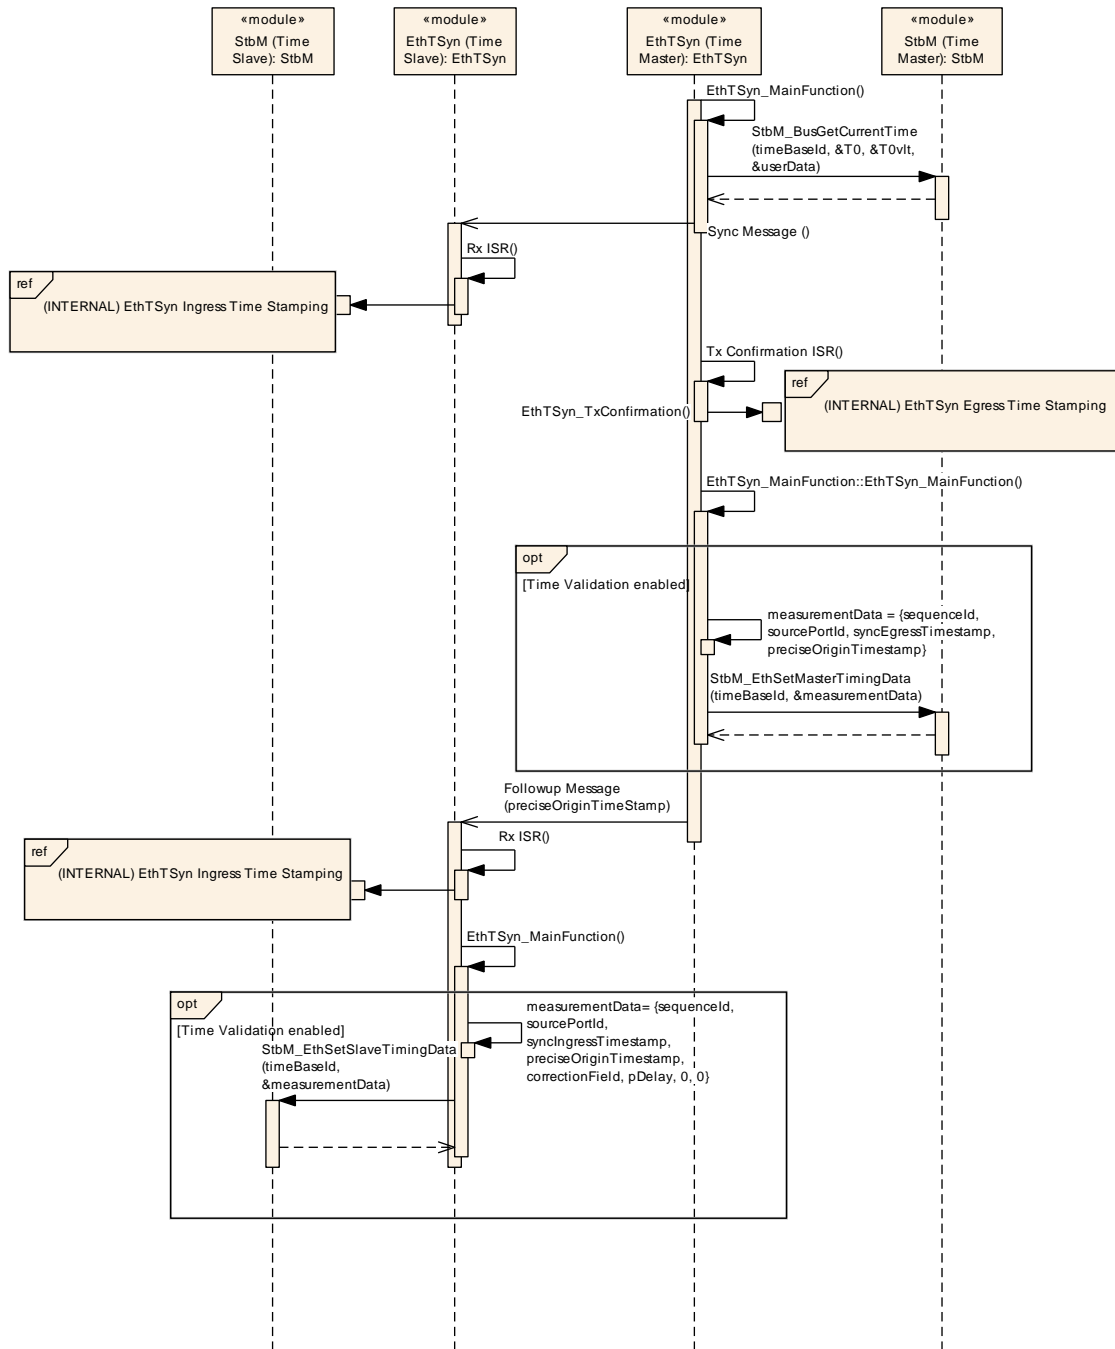 «module»
StbM (Time
Slave): StbM
«module»
EthTSyn (Time
Slave): EthTSyn
«module»
EthTSyn (Time
Master): EthTSyn
«module»
StbM (Time
Master): StbM
EthTSyn_MainFunction()
StbM_BusGetCurrentTime
(timeBaseId, &T0, &T0vlt,
&userData)
Sync Message ()
Rx ISR()
ref
(INTERNAL) EthTSyn Ingress Time Stamping
Tx Confirmation ISR()
ref
(INTERNAL) EthTSyn Egress Time Stamping
EthTSyn_TxConfirmation()
EthTSyn_MainFunction::EthTSyn_MainFunction()
opt
[Time Validation enabled]
measurementData = {sequenceId,
sourcePortId, syncEgressTimestamp,
preciseOriginTimestamp}
StbM_EthSetMasterTimingData
(timeBaseId, &measurementData)
Followup Message
(preciseOriginTimeStamp)
Rx ISR()
ref
(INTERNAL) EthTSyn Ingress Time Stamping
EthTSyn_MainFunction()
opt
[Time Validation enabled]
measurementData= {sequenceId,
sourcePortId,
syncIngressTimestamp,
preciseOriginTimestamp,
correctionField, pDelay, 0, 0}
StbM_EthSetSlaveTimingData
(timeBaseId,
&measurementData)